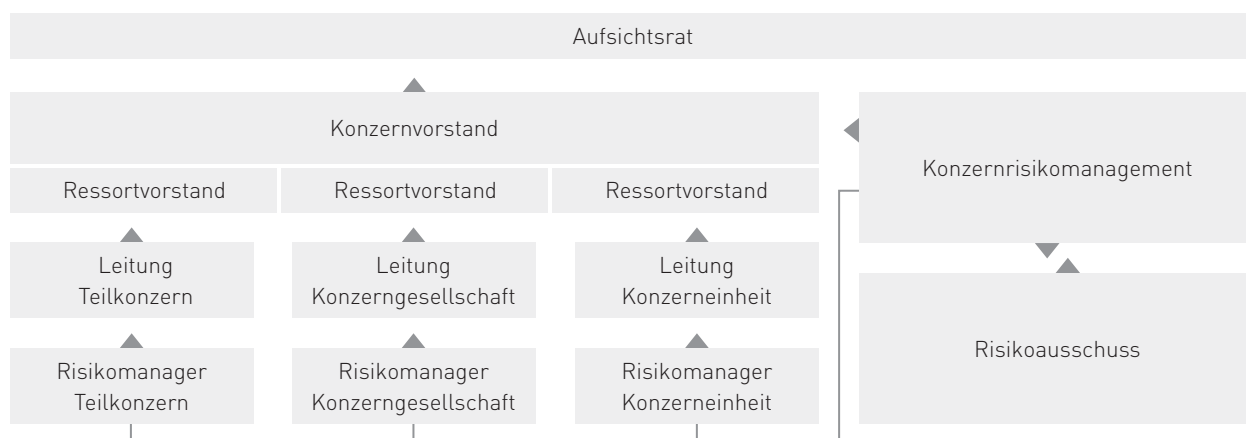 Aufsichtsrat
Konzernvorstand
Konzernrisikomanagement
Ressortvorstand
Ressortvorstand
Ressortvorstand
Leitung
Teilkonzern
Leitung
Konzerngesellschaft
Leitung
Konzerneinheit
Risikoausschuss
Risikomanager
Teilkonzern
Risikomanager
Konzerngesellschaft
Risikomanager
Konzerneinheit